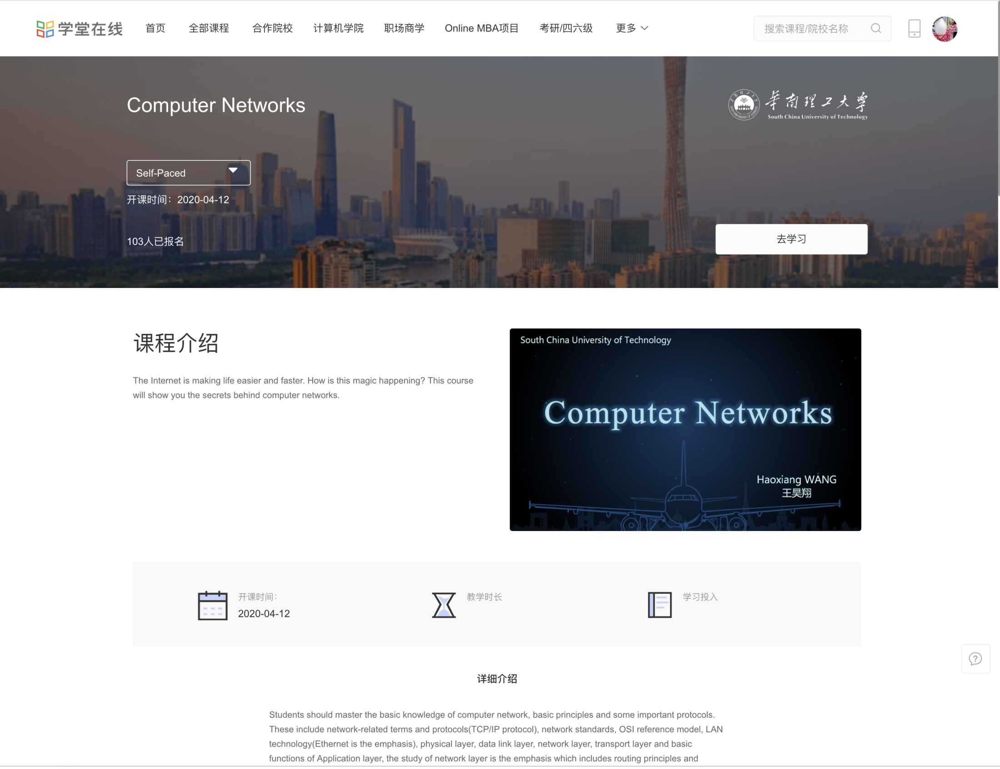 学堂在线
首页
全部课程
合作院校
计算机学院
职场商学
Online MBA项目
考研/四六级
更多
搜索课程/院校名称
Computer Networks
华南理工大学
South China University of Technology
Self-Paced
开课时间：2020-04-12
103人已报名
去学习
课程介绍
The Internet is making life easier and faster. How is this magic happening? This course
will show you the secrets behind computer networks.
South China University of Technology
Computer Networks
Haoxiang WANG
王昊翔
开课时间：
2020-04-12
教学时长
学习投入
详细介绍
Students should master the basic knowledge of computer network, basic principles and some important protocols.
These include network-related terms and protocols(TCP/IP protocol), network standards, OSI reference model, LAN
technology(Ethernet is the emphasis), physical layer, data link layer, network layer, transport layer and basic
functions of Application layer, the study of network layer is the emphasis which includes routing principles and